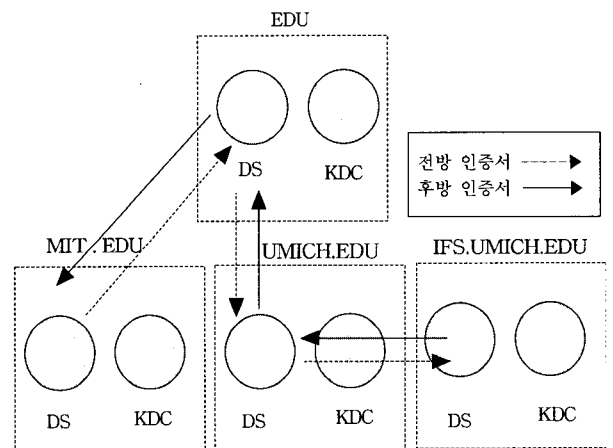 EDU
DS KDC
전방 인증서
후방 인증서
MIT . EDU UMICH.EDU IFS.UMICH.EDU
DS KDC DS KDC DS KDC